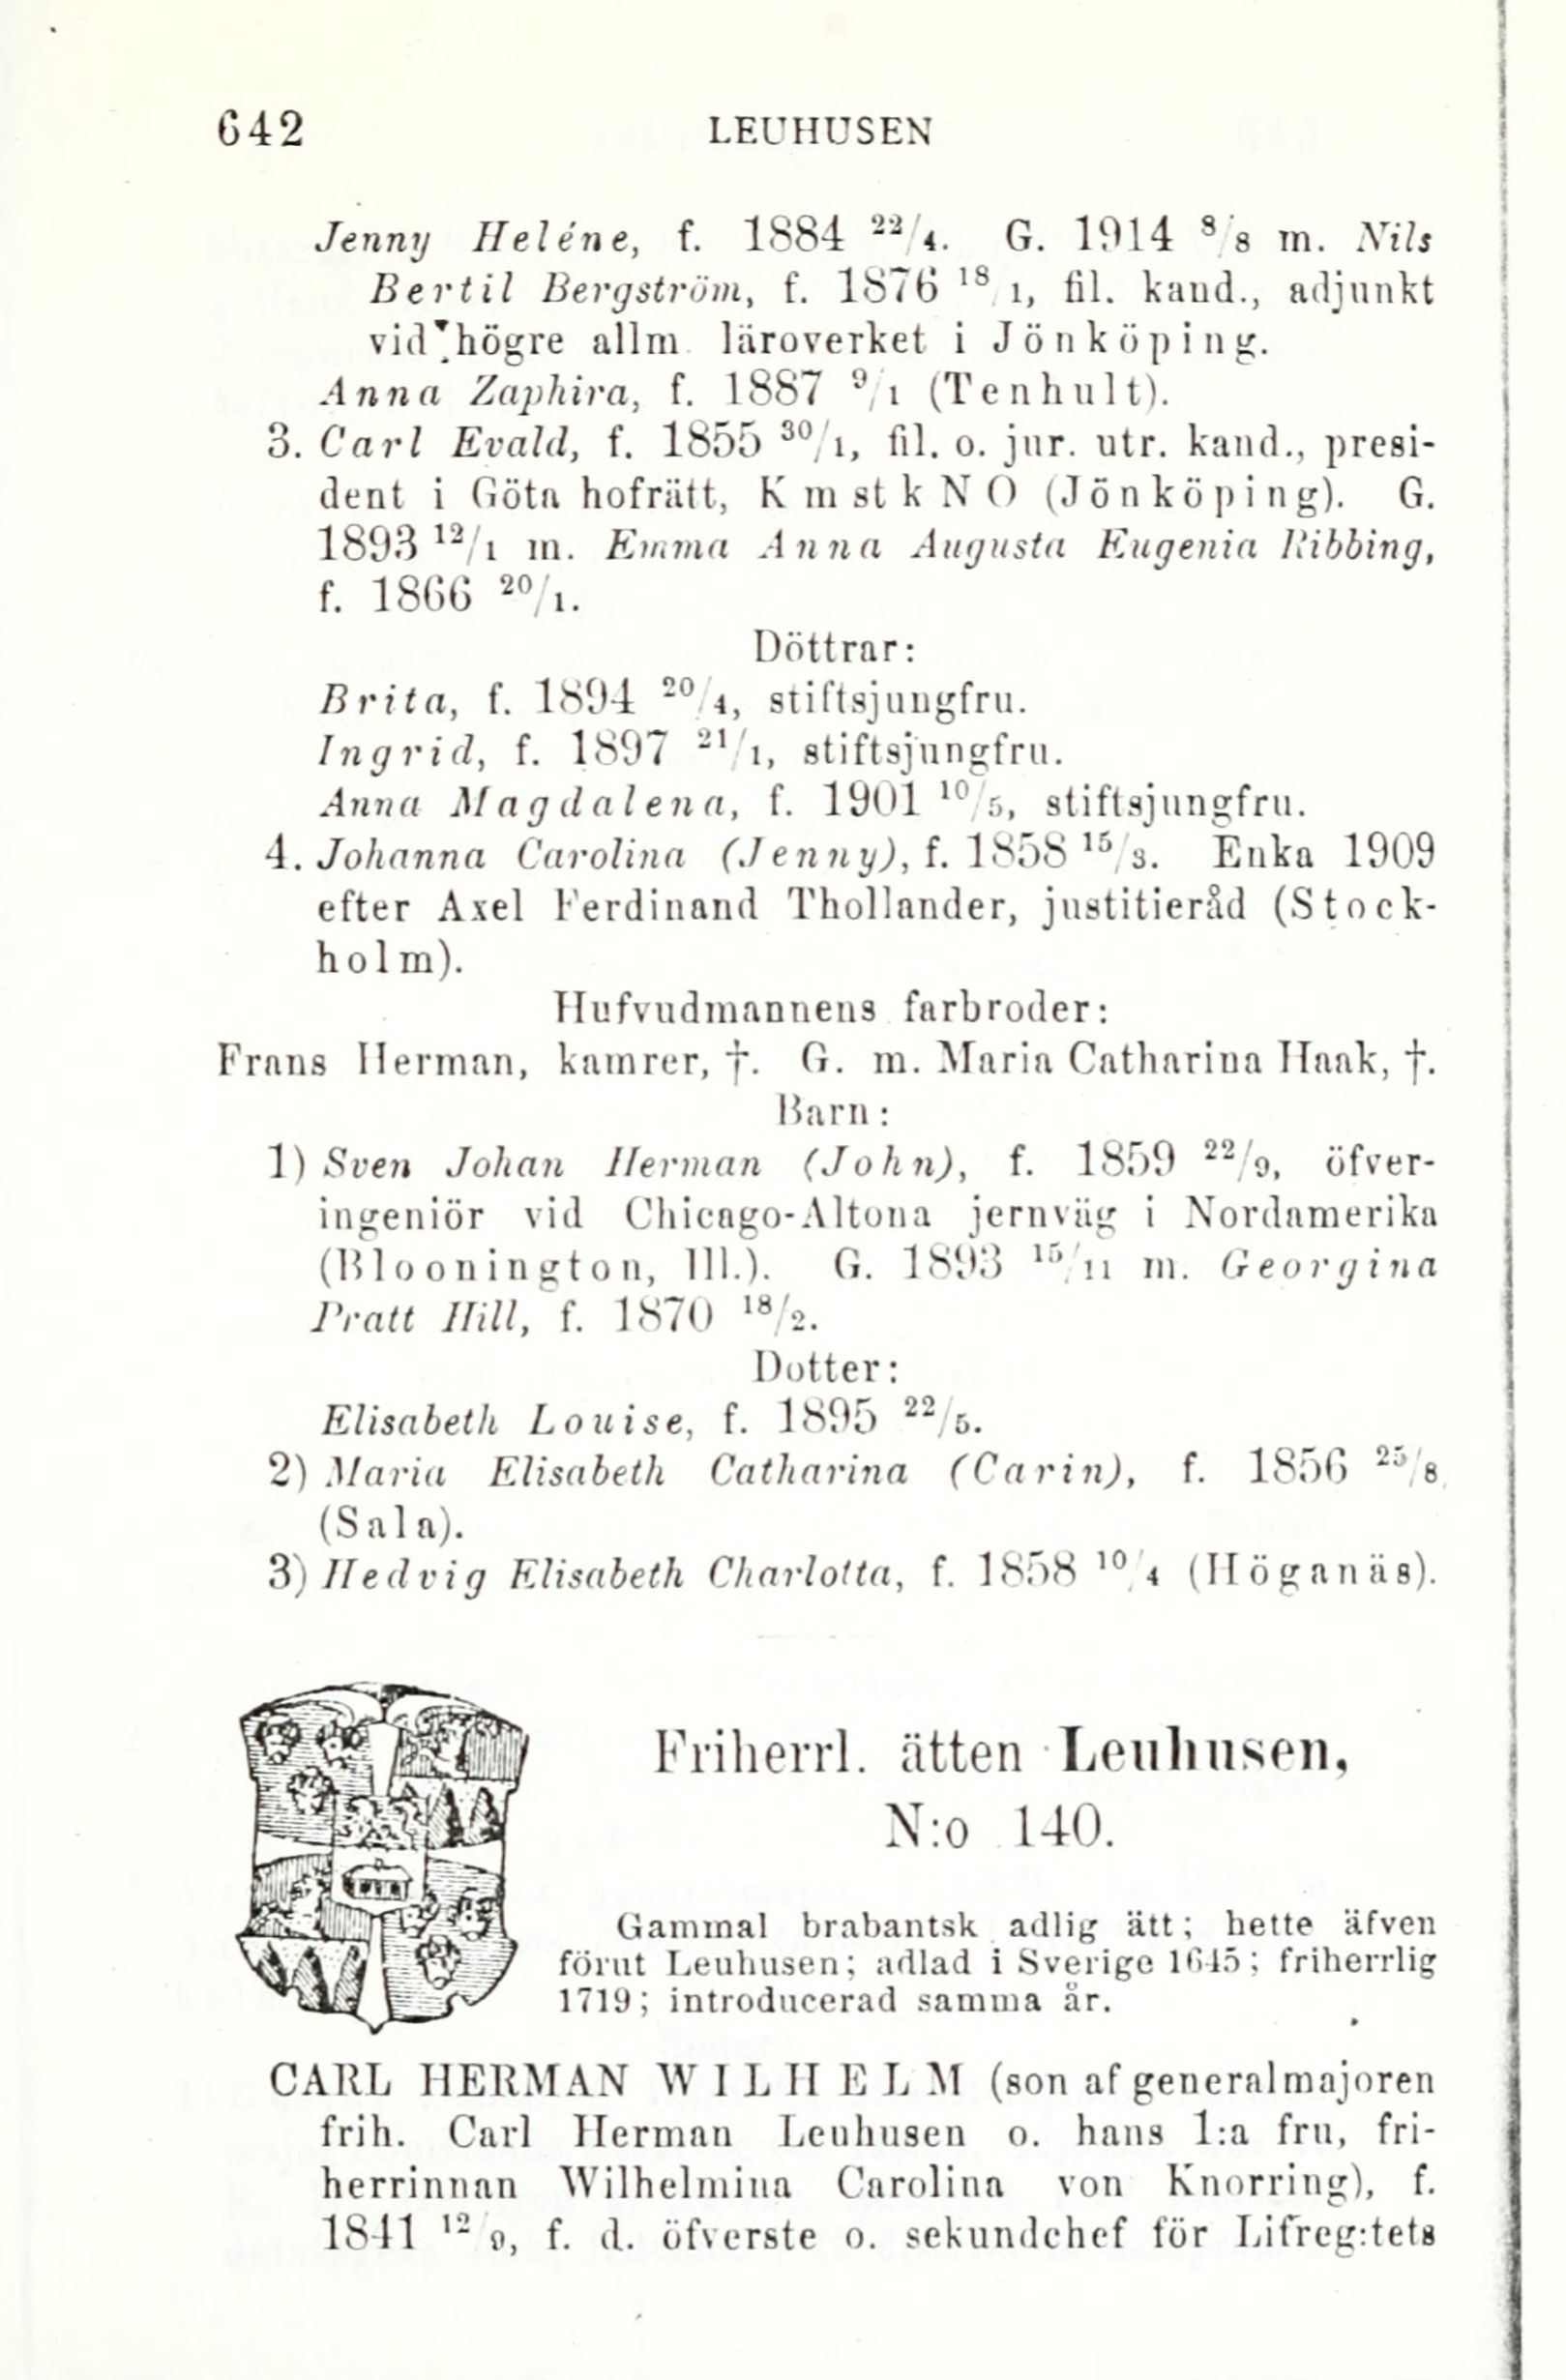 642 LEUHUSEN
Jenny Heléne, f. 1884 22/4. G. 1914 8/8 m. Nils
Bertil Bergström, f. 1876 18/1, fil. kand., adjunkt
vid högre allm. läroverket i Jönköping.
Anna Zaphira, f. 1887 9/1 (Tenhult).
3. Carl Evald, f. 1855 30/1, fil. o. jur. utr. kand., presi-
dent i Göta hofrätt, KmstkNO (Jönköping). G.
1893 12/1 m. Emma Anna Augusta Eugenia Ribbing,
f. 1866 20/1.
Döttrar:
Brita, f. 1894 20/4, stiftsjungfru.
Ingrid, f. 1897 21/1, stiftsjungfru.
Anna Magdalena, f. 1901 10/5, stiftsjungfru.
4. Johanna Carolina (Jenny), f. 1858 15/3. Enka 1909
efter Axel Ferdinand Thollander, justitieråd (Stock-
holm).
Hufvudmannens farbroder:
Frans Herman, kamrer, †. G. m. Maria Catharina Haak, †.
Barn:
1) Sven Johan Herman (John), f. 1859 22/9, öfver-
ingeniör vid Chicago-Altona jernväg i Nordamerika
(Bloonington, Ill.). G. 1893 15/11 m. Georgina
Pratt Hill, f. 1870 18/2.
Dotter:
Elisabeth Louise, f. 1895 22/5.
2) Maria Elisabeth Catharina (Carin), f. 1856 25/8
(Sala).
3) Hedvig Elisabeth Charlotta, f. 1858 10/4 (Höganäs).
Friherrl. ätten Leuhusen,
N:o 140.
Gammal brabantsk adlig ätt; hette äfven
förut Leuhusen; adlad i Sverige 1645; friherrlig
1719; introducerad samma år.
CARL HERMAN WILHELM (son af generalmajoren
frih. Carl Herman Leuhusen o. hans 1:a fru, fri-
herrinnan Wilhelmina Carolina von Knorring), f.
1841 12/9, f. d. öfverste o. sekundchef för Lifreg:tets